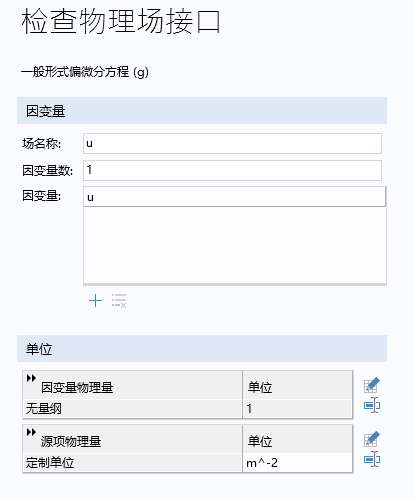 检查物理场接口
一般形式偏微分方程 (g)
因变量
场名称: u
因变量数: 1
因变量: u
单位
因变量物理量 单位
无量纲 1
源项物理量 单位
定制单位 m^-2